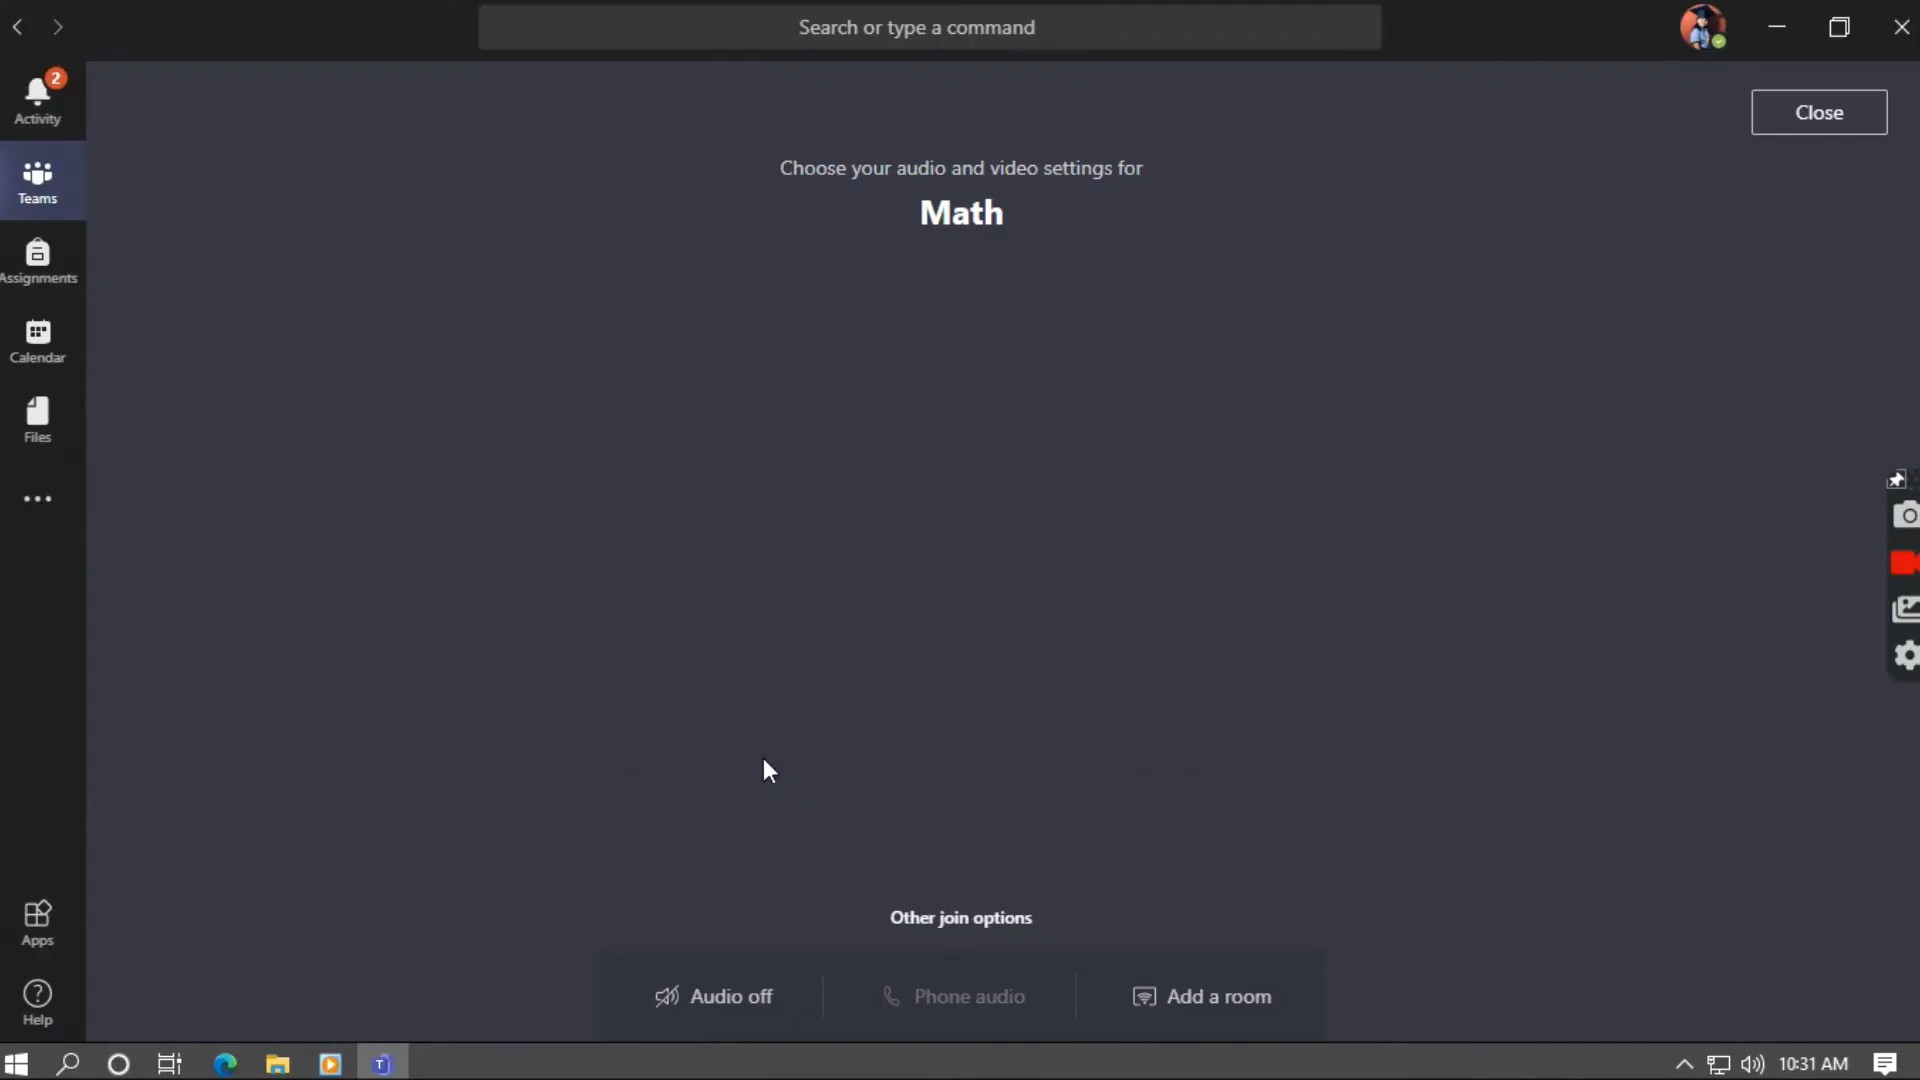 Search or type a command
2
Activity
Teams
Assignments
Calendar
Files
Apps
Help
Close
Choose your audio and video settings for
Math
Other join options
Audio off
Phone audio
Add a room
T
10:31 AM